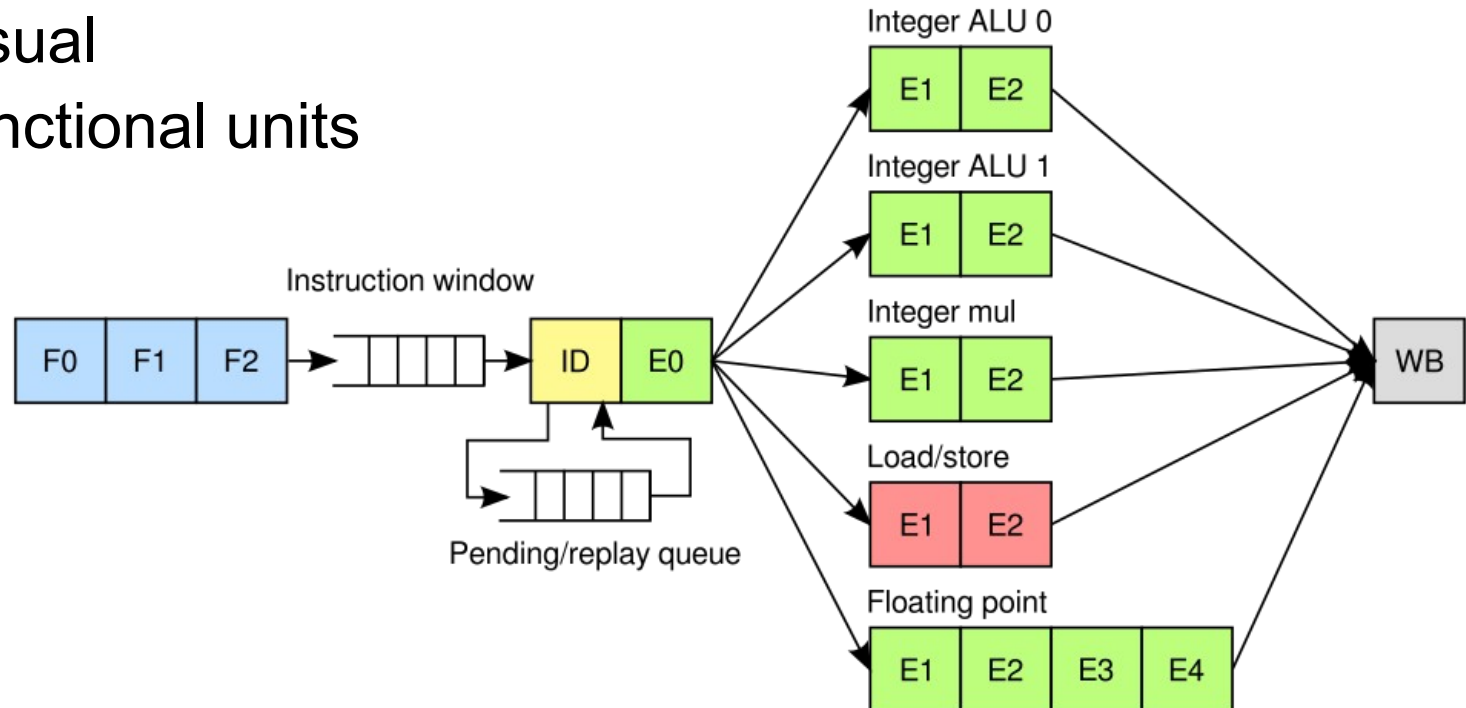 nctional units
Integer ALU 0
E1 E2
Integer ALU 1
E1 E2
Instruction window
Integer mul
F0 F1 F2
ID E0
E1 E2
WB
Load/store
E1 E2
Pending/replay queue
Floating point
E1 E2 E3 E4